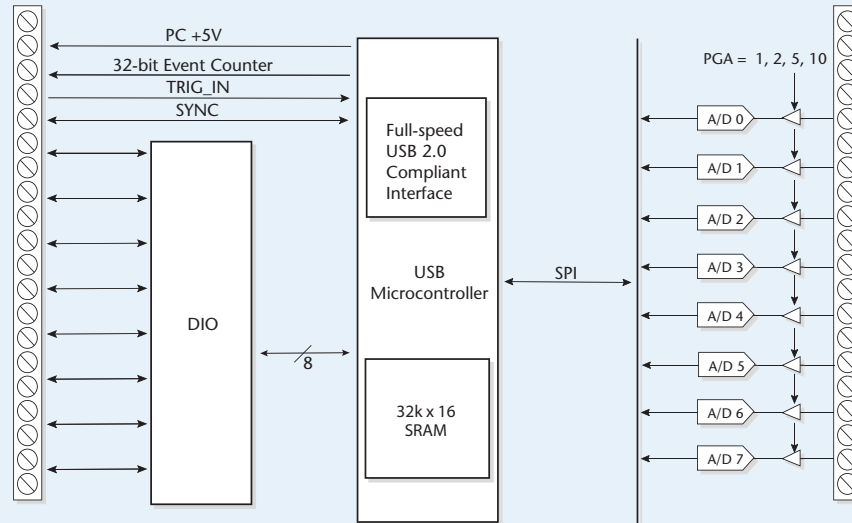 PC +5V
32-bit Event Counter
TRIG_IN
SYNC
DIO
8
Full-speed
USB 2.0
Compliant
Interface
USB
Microcontroller
32k x 16
SRAM
SPI
PGA = 1, 2, 5, 10
A/D 0
A/D 1
A/D 2
A/D 3
A/D 4
A/D 5
A/D 6
A/D 7